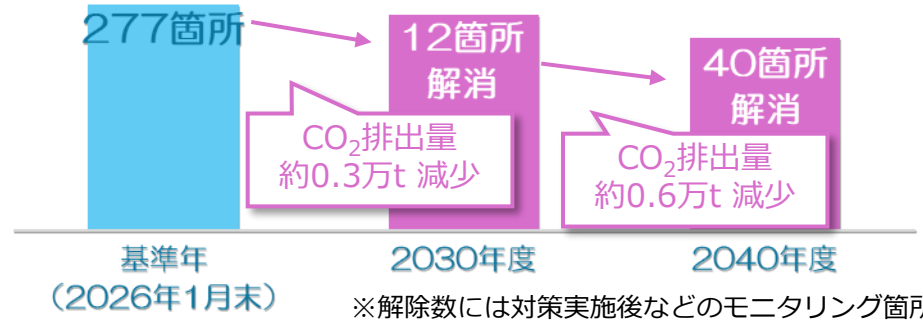 277箇所
12箇所
解消
40箇所
解消
CO₂排出量
約0.3万t 減少
CO₂排出量
約0.6万t 減少
基準年
（2026年1月末）
2030年度
2040年度
※解除数には対策実施後などのモニタリング箇所